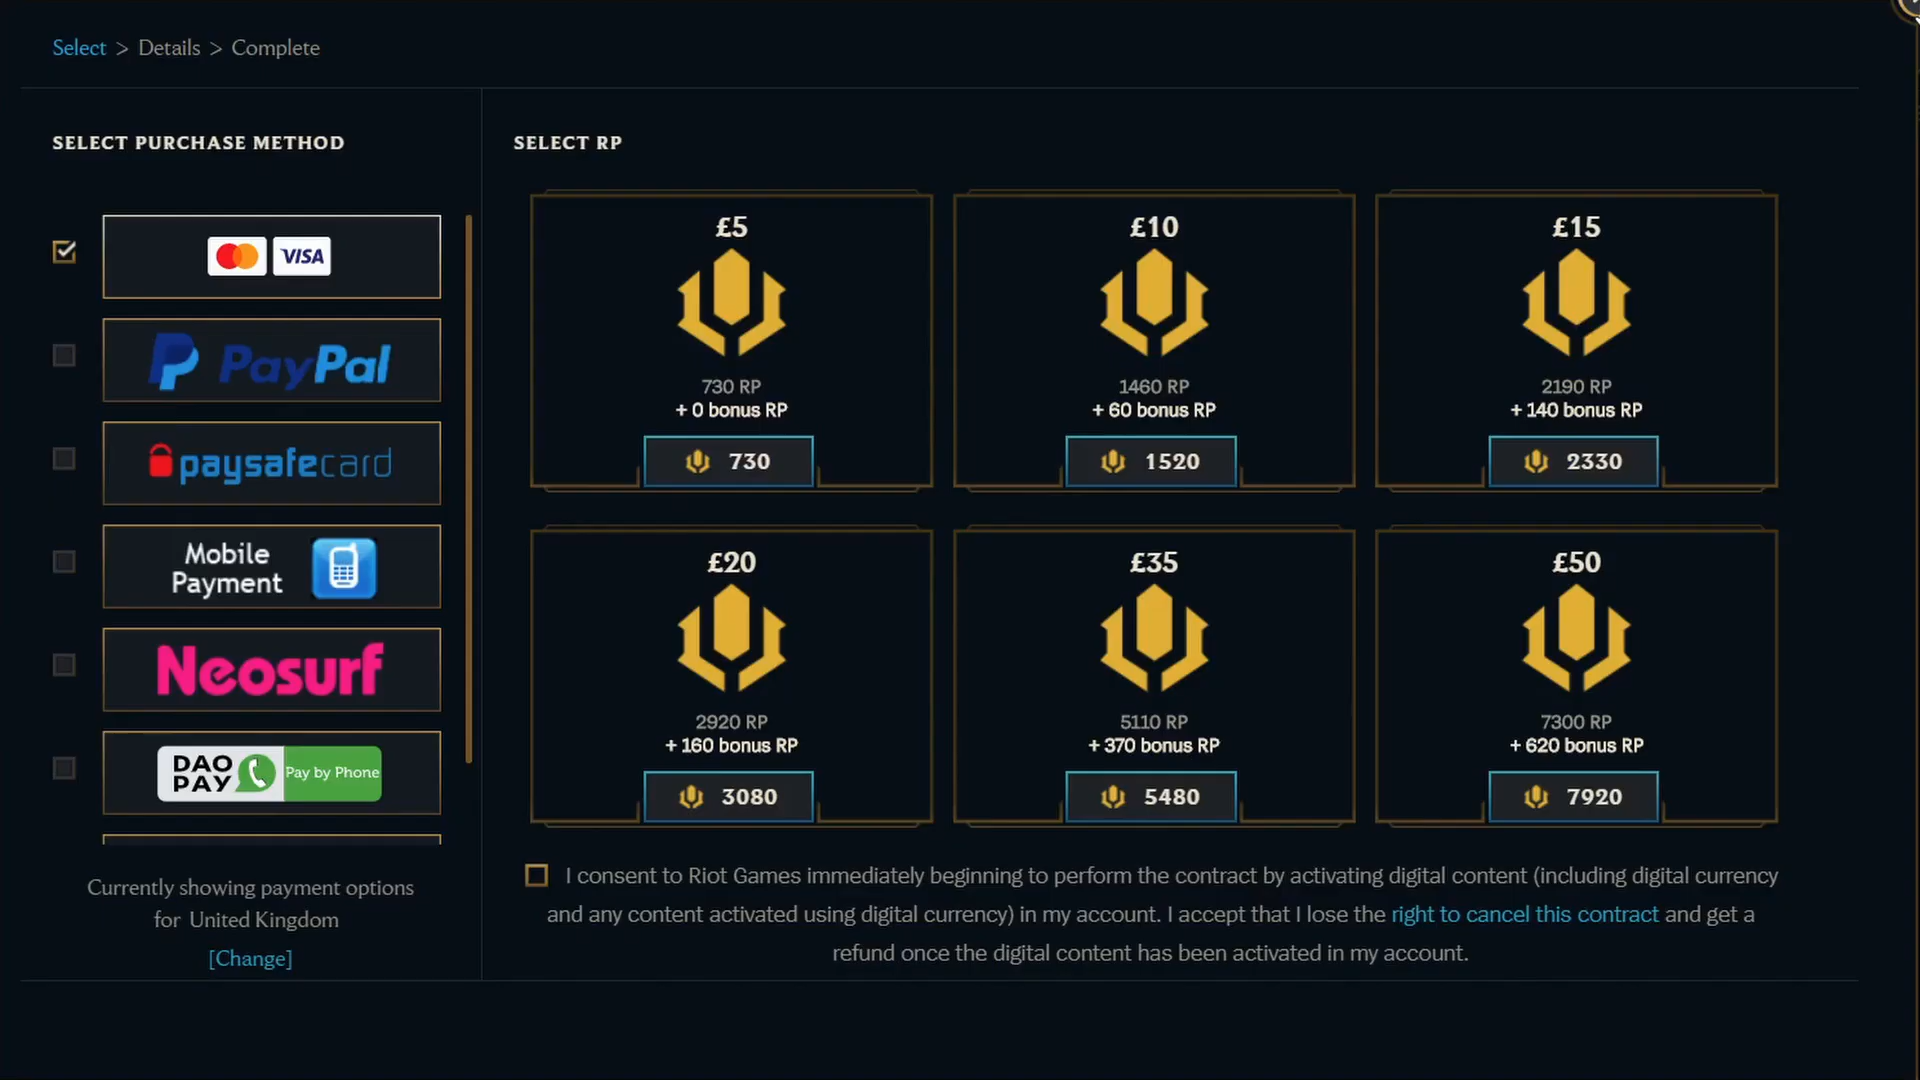 Select > Details > Complete
SELECT PURCHASE METHOD
VISA
PayPal
paysafecard
Mobile
Payment
Neosurf
DAO
PAY
Pay by Phone
Currently showing payment options
for United Kingdom
[Change]
SELECT RP
£5
730 RP
+ 0 bonus RP
730
£10
1460 RP
+ 60 bonus RP
1520
£15
2190 RP
+ 140 bonus RP
2330
£20
2920 RP
+ 160 bonus RP
3080
£35
5110 RP
+ 370 bonus RP
5480
£50
7300 RP
+ 620 bonus RP
7920
I consent to Riot Games immediately beginning to perform the contract by activating digital content (including digital currency
and any content activated using digital currency) in my account. I accept that I lose the right to cancel this contract and get a
refund once the digital content has been activated in my account.